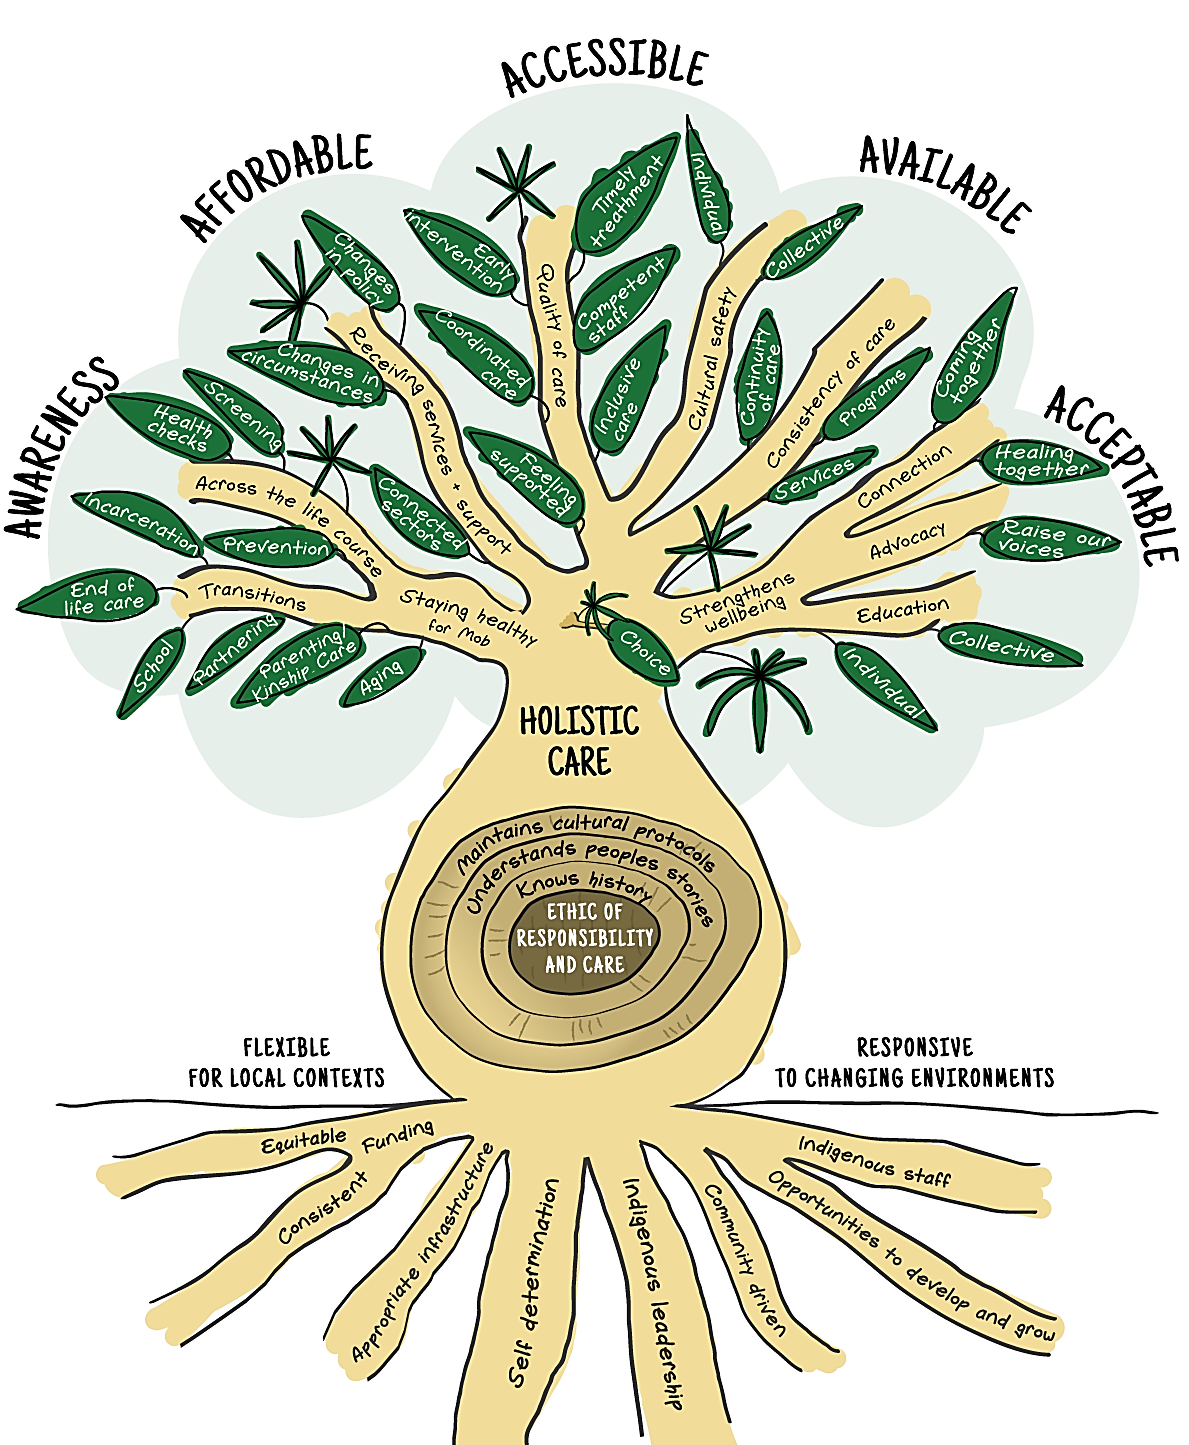 ACCESSIBLE
AFFORDABLE
AVAILABLE
AWARENESS
ACCEPTABLE
Changes
in policy
Early
intervention
Timely
treathment
Individual
Collective
Quality of care
Competent
staff
Coordinated
care
Inclusive
care
Feeling
supported
Receiving services + support
Changes in
circumstances
Connected
sectors
Cultural safety
Continuity
of care
Consistency of care
Programs
Services
Coming
together
Connection
Healing
together
Advocacy
Raise our
voices
Education
Collective
Individual
Strengthens
wellbeing
Choice
Screening
Health
checks
Across the life course
Incarceration
Prevention
End of
life care
Transitions
School
Partnering
Parenting/
Kinship.Care
Aging
Staying healthy
for Mob
HOLISTIC
CARE
Maintains cultural protocols
Understands peoples stories
Knows history
ETHIC OF
RESPONSIBILITY
AND CARE
FLEXIBLE
FOR LOCAL CONTEXTS
RESPONSIVE
TO CHANGING ENVIRONMENTS
Equitable
Funding
Consistent
Appropriate infrastructure
Self determination
Indigenous leadership
Community driven
Opportunities to develop and grow
Indigenous staff